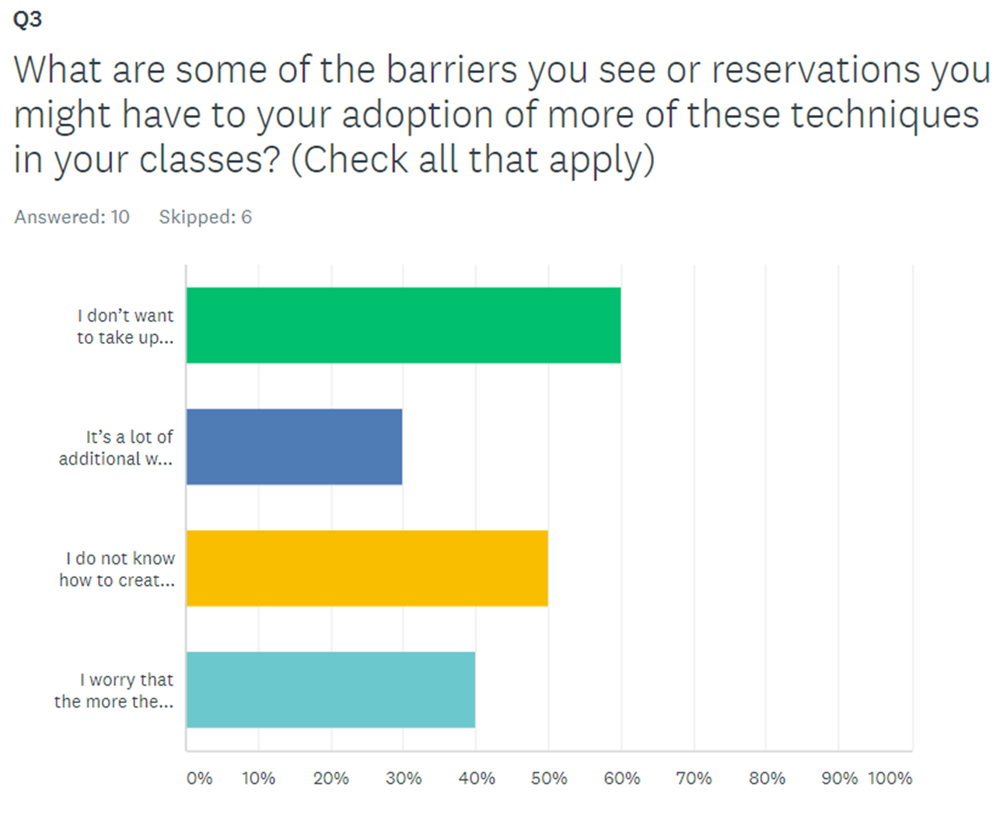 Q3
What are some of the barriers you see or reservations you
might have to your adoption of more of these techniques
in your classes? (Check all that apply)
Answered: 10 Skipped: 6
I don’t want
to take up...
It’s a lot of
additional w...
I do not know
how to creat...
I worry that
the more the...
0% 10% 20% 30% 40% 50% 60% 70% 80% 90% 100%